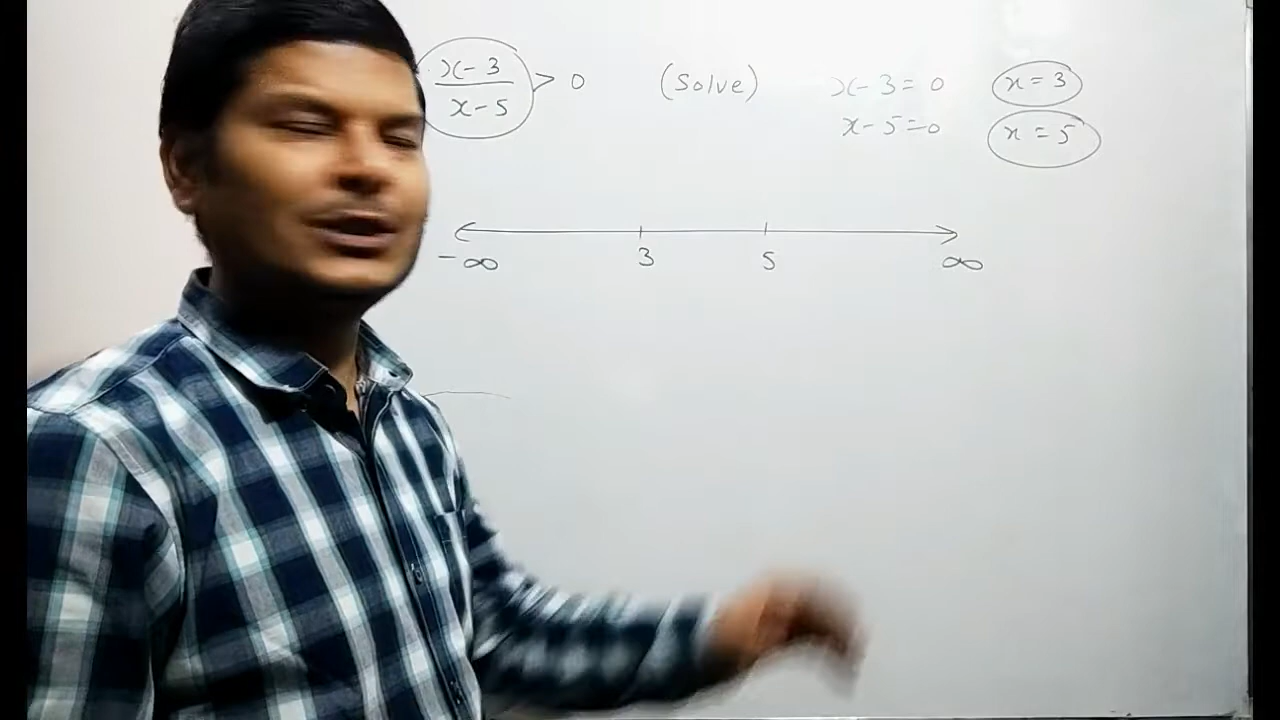 x-3
x-5 > 0 (Solve)
x-3=0 x=3
x-5=0 x=5
-∞ 3 5 ∞